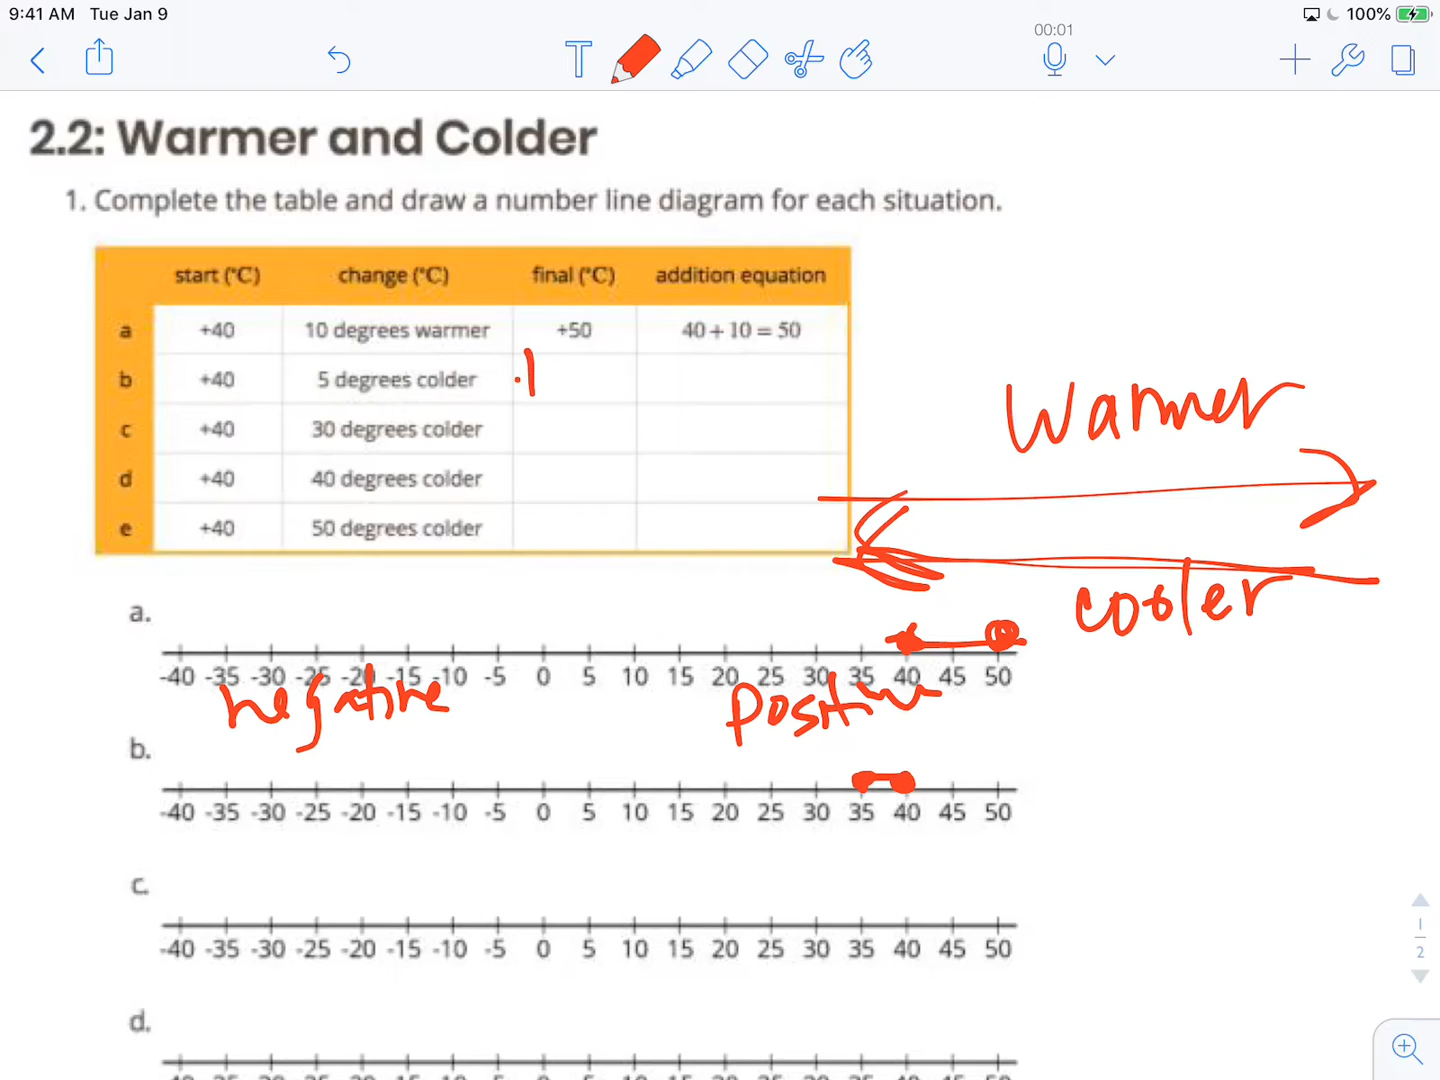 9:41 AM Tue Jan 9
100%
00:01
T
2.2: Warmer and Colder
1. Complete the table and draw a number line diagram for each situation.
start (°C) change (°C) final (°C) addition equation
a +40 10 degrees warmer +50 40 + 10 = 50
b +40 5 degrees colder
c +40 30 degrees colder
d +40 40 degrees colder
e +40 50 degrees colder
Warmer
cooler
a.
-40 -35 -30 -25 -20 -15 -10 -5 0 5 10 15 20 25 30 35 40 45 50
negative
positive
b.
-40 -35 -30 -25 -20 -15 -10 -5 0 5 10 15 20 25 30 35 40 45 50
c.
-40 -35 -30 -25 -20 -15 -10 -5 0 5 10 15 20 25 30 35 40 45 50
d.
1
2